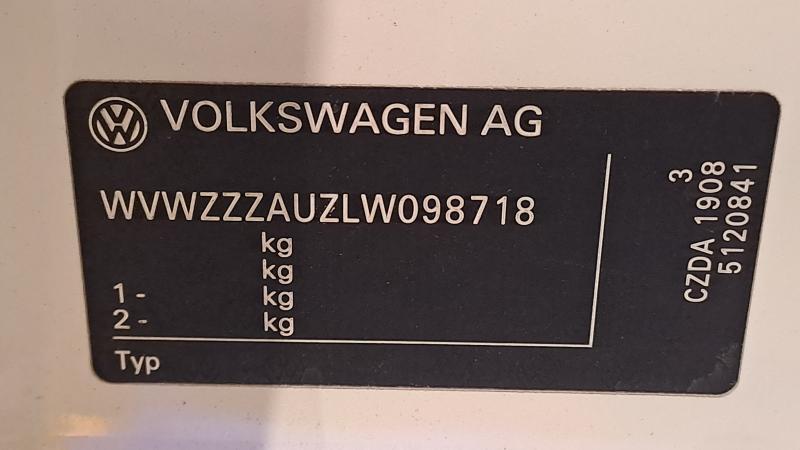 VOLKSWAGEN AG
WVWZZZAUZLW098718
kg
kg
1 - kg
2 - kg
Typ
3
CZDA 1908
5120841